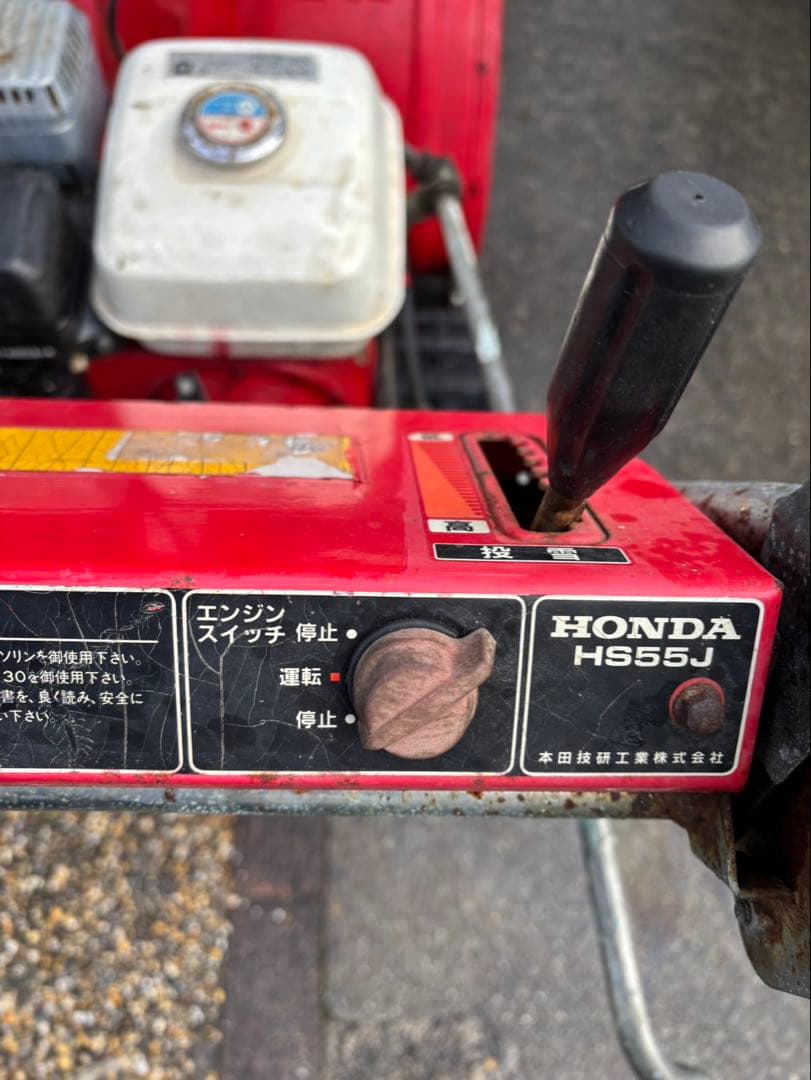 低
高
投 雪
エンジン
スイッチ 停止
運転
停止
ソリンを御使用下さい。
30を御使用下さい。
書を、良く読み、安全に
い下さい。
HONDA
HS55J
本田技研工業株式会社